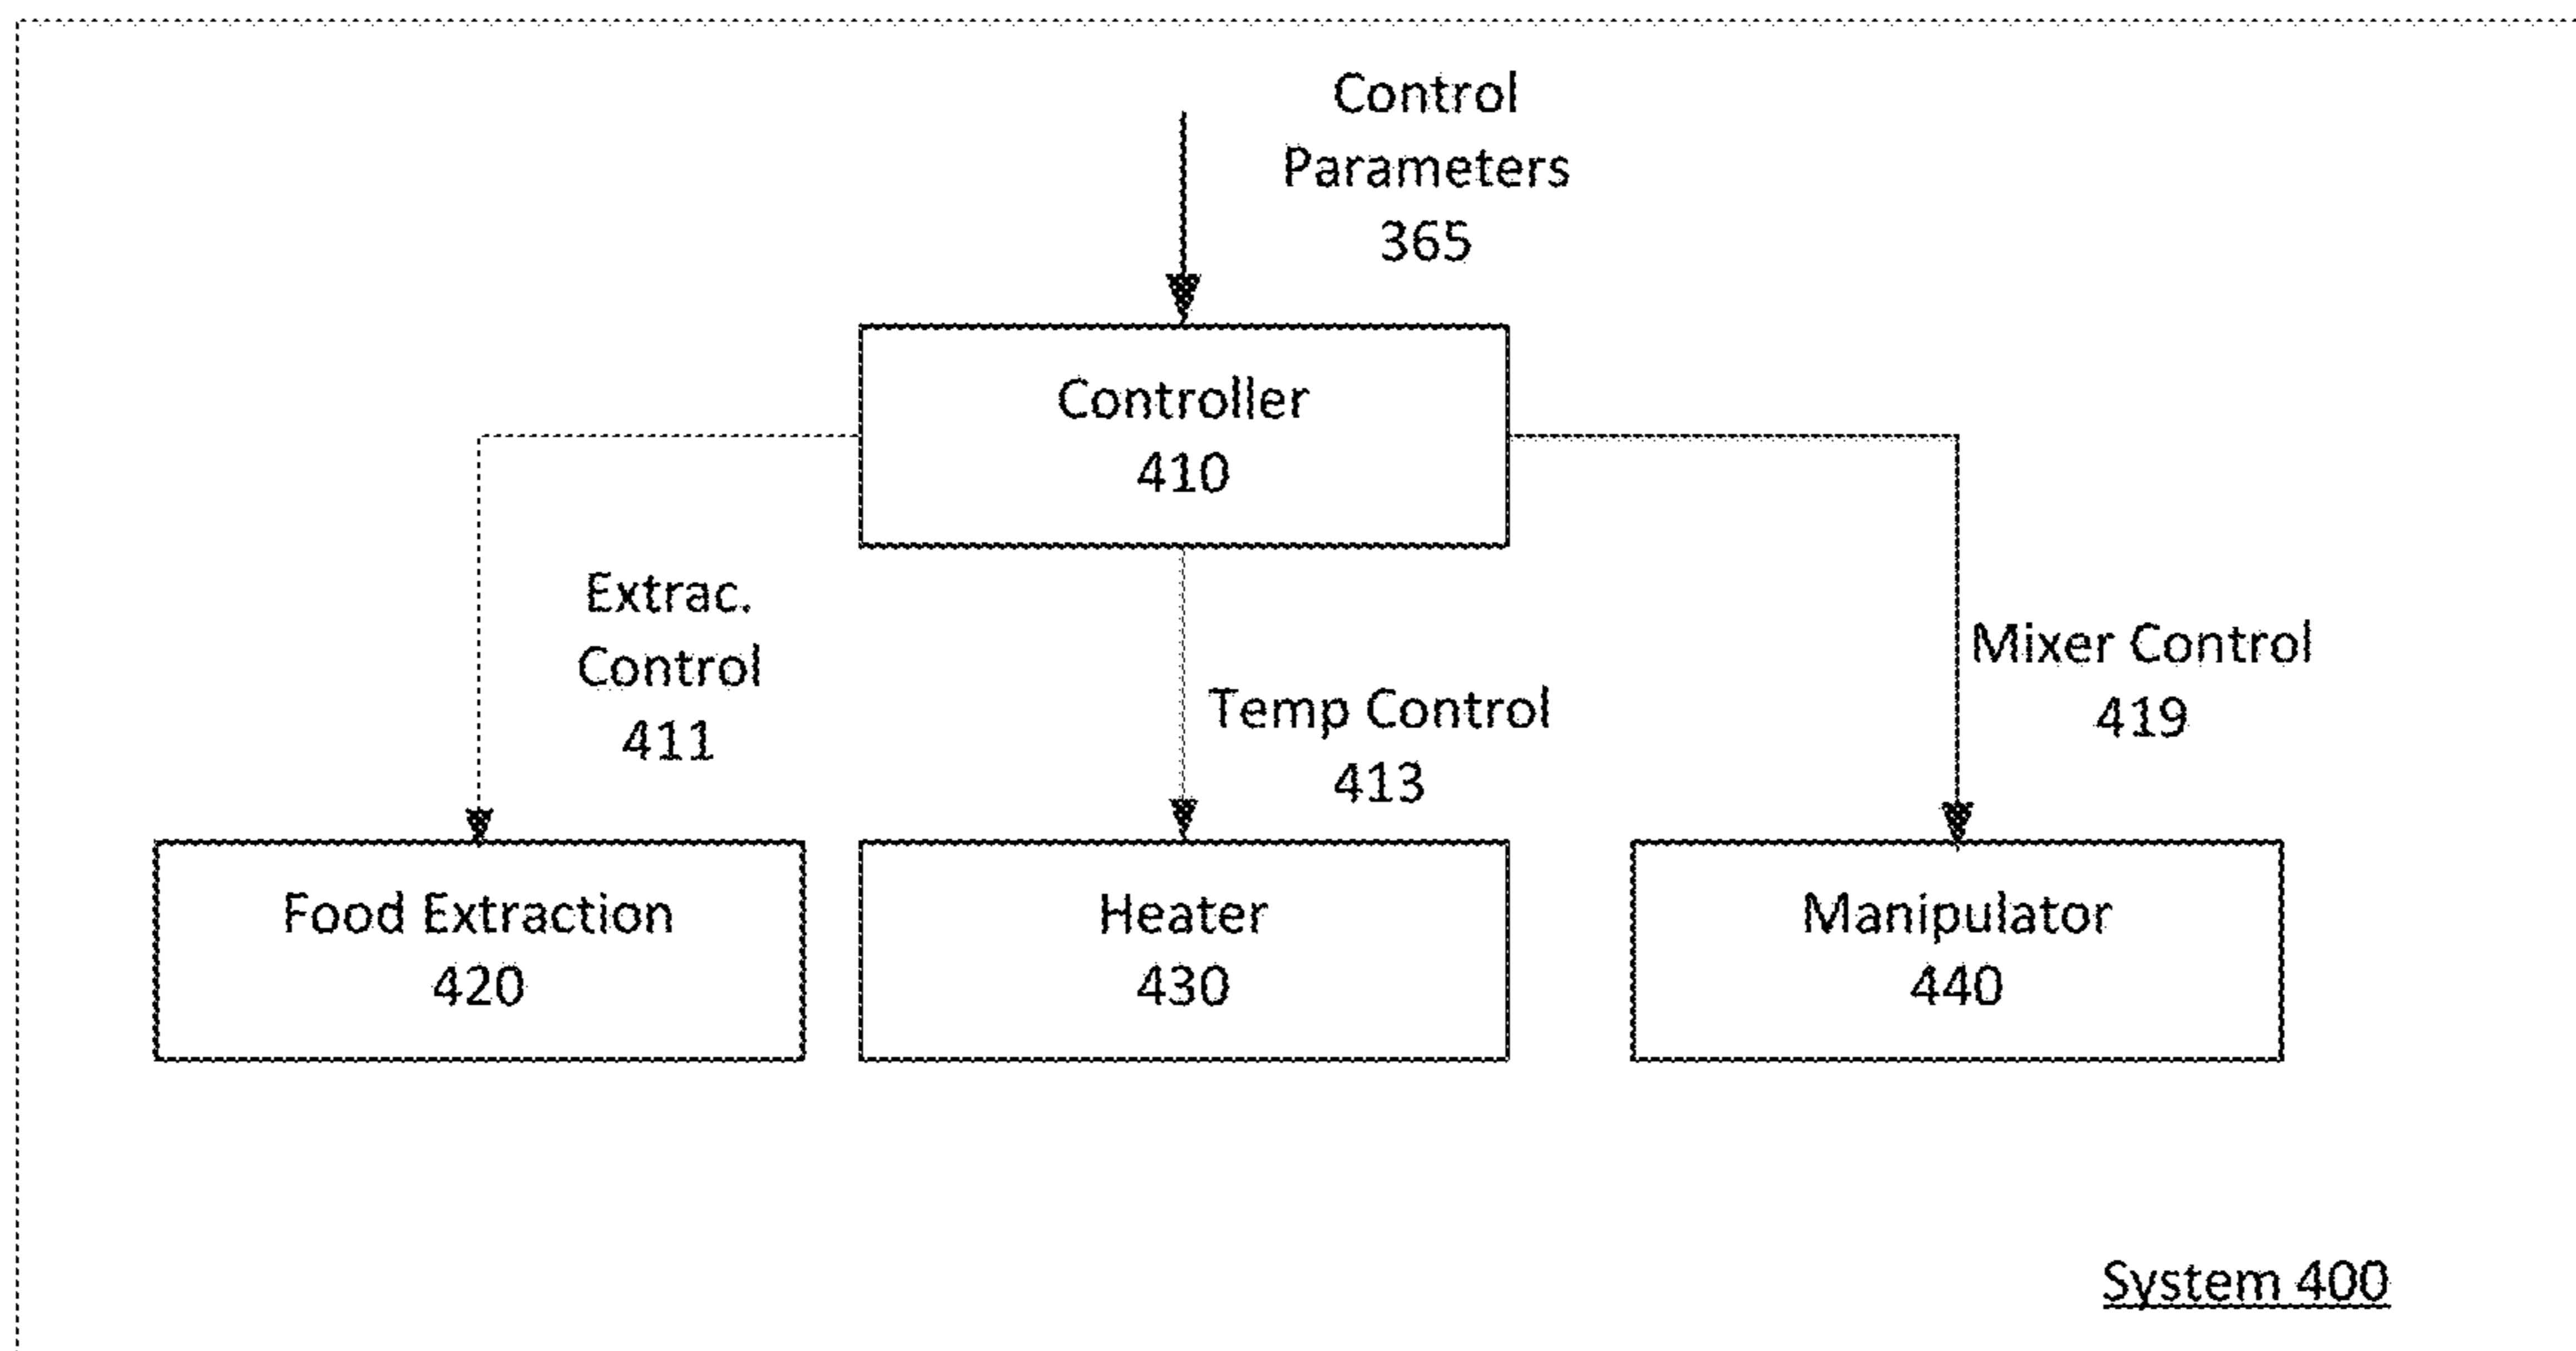 Control
Parameters
365
Controller
410
Extrac.
Control
411
Temp Control
413
Mixer Control
419
Food Extraction
420
Heater
430
Manipulator
440
System 400